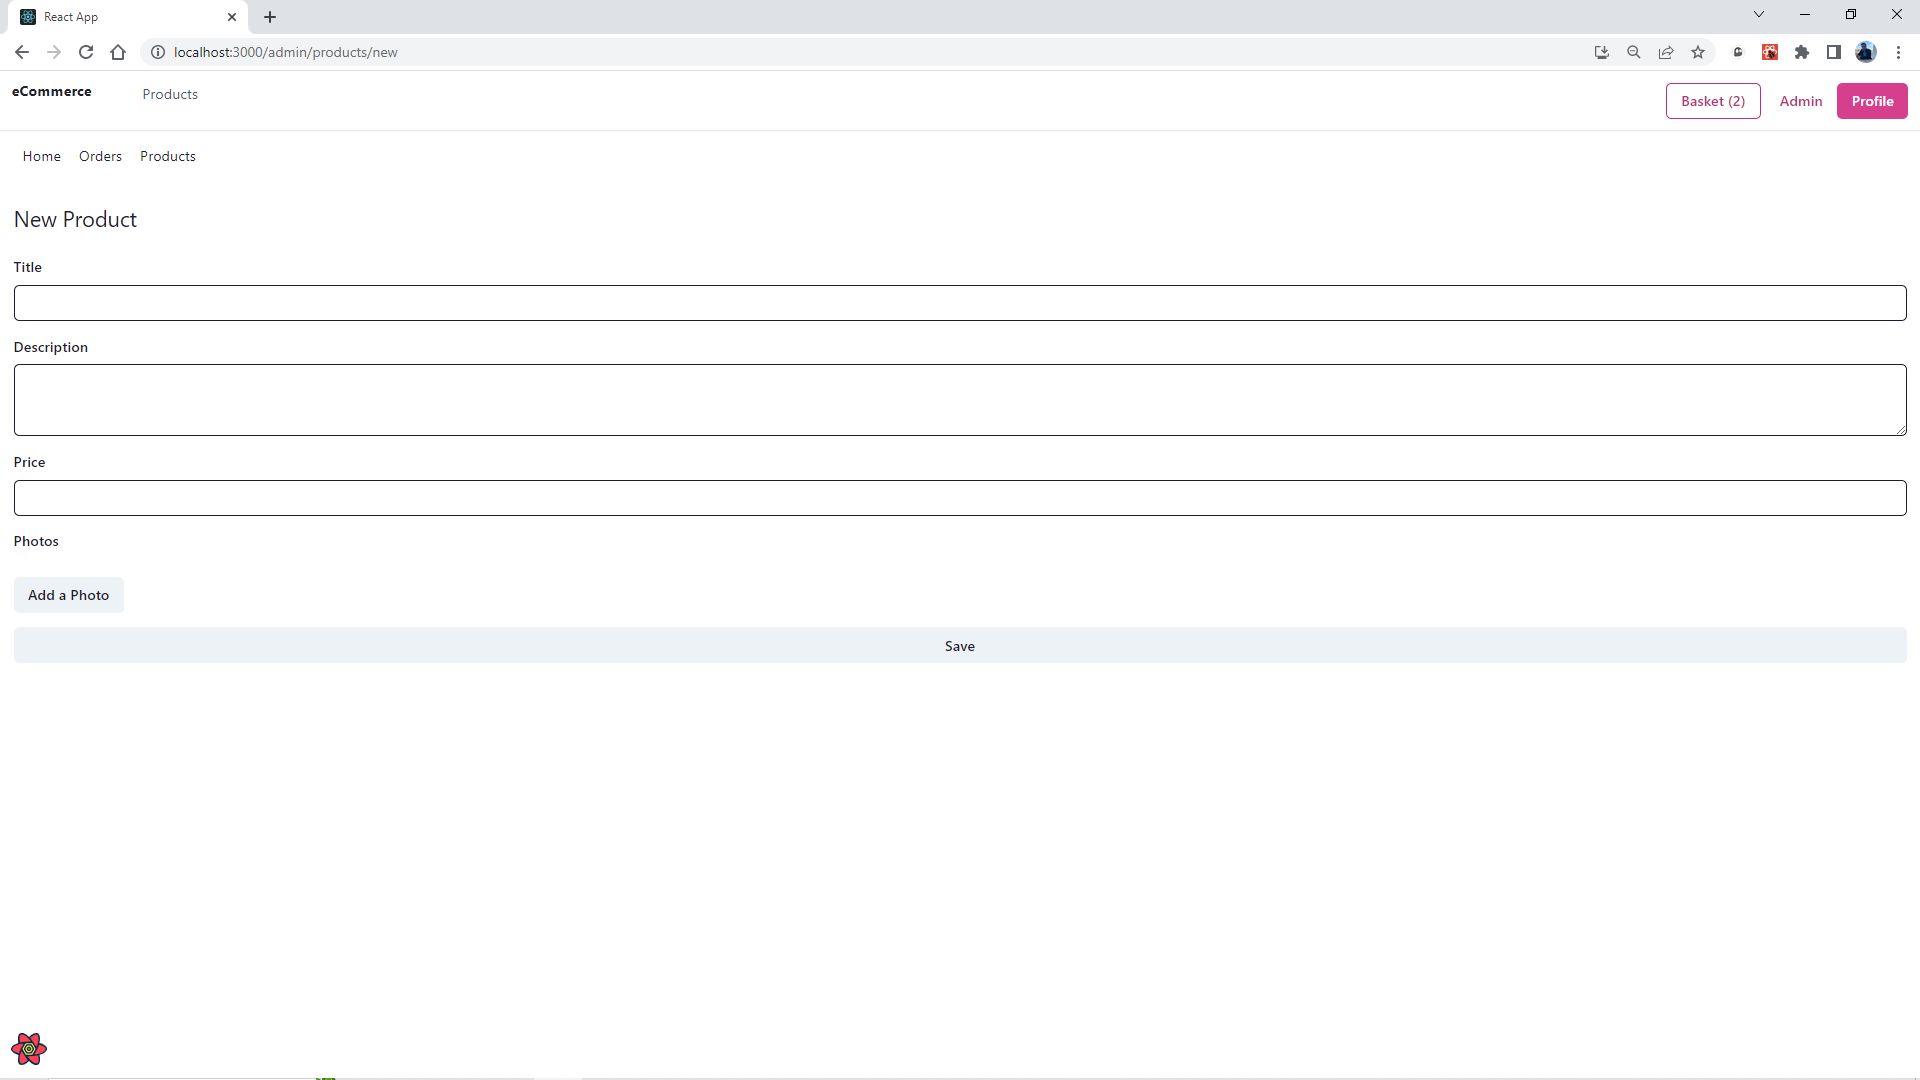 React App
localhost:3000/admin/products/new
eCommerce Products Basket (2) Admin Profile
Home Orders Products
New Product
Title
Description
Price
Photos
Add a Photo
Save